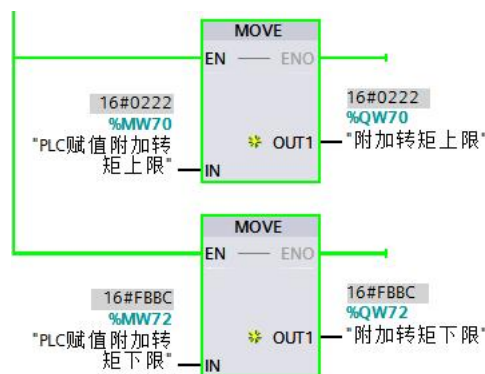 MOVE
EN
ENO
16#0222
%MW70
"PLC赋值附加转
矩上限"
IN
OUT1
16#0222
%QW70
"附加转矩上限"
MOVE
EN
ENO
16#FBBC
%MW72
"PLC赋值附加转
矩下限"
IN
OUT1
16#FBBC
%QW72
"附加转矩下限"